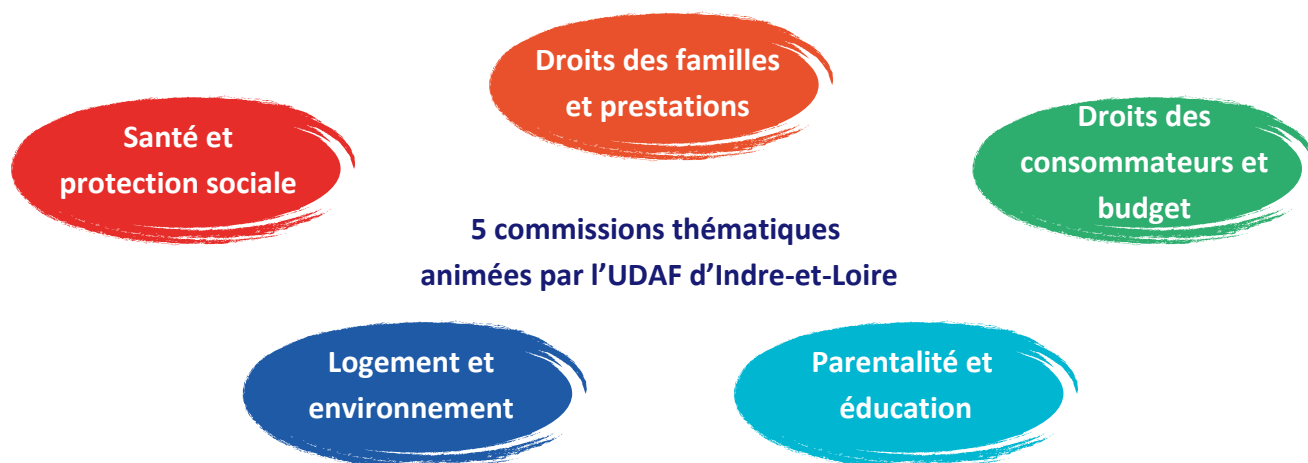 Droits des familles
et prestations
Santé et
protection sociale
Droits des
consommateurs et
budget
5 commissions thématiques
animées par l’UDAF d’Indre-et-Loire
Logement et
environnement
Parentalité et
éducation